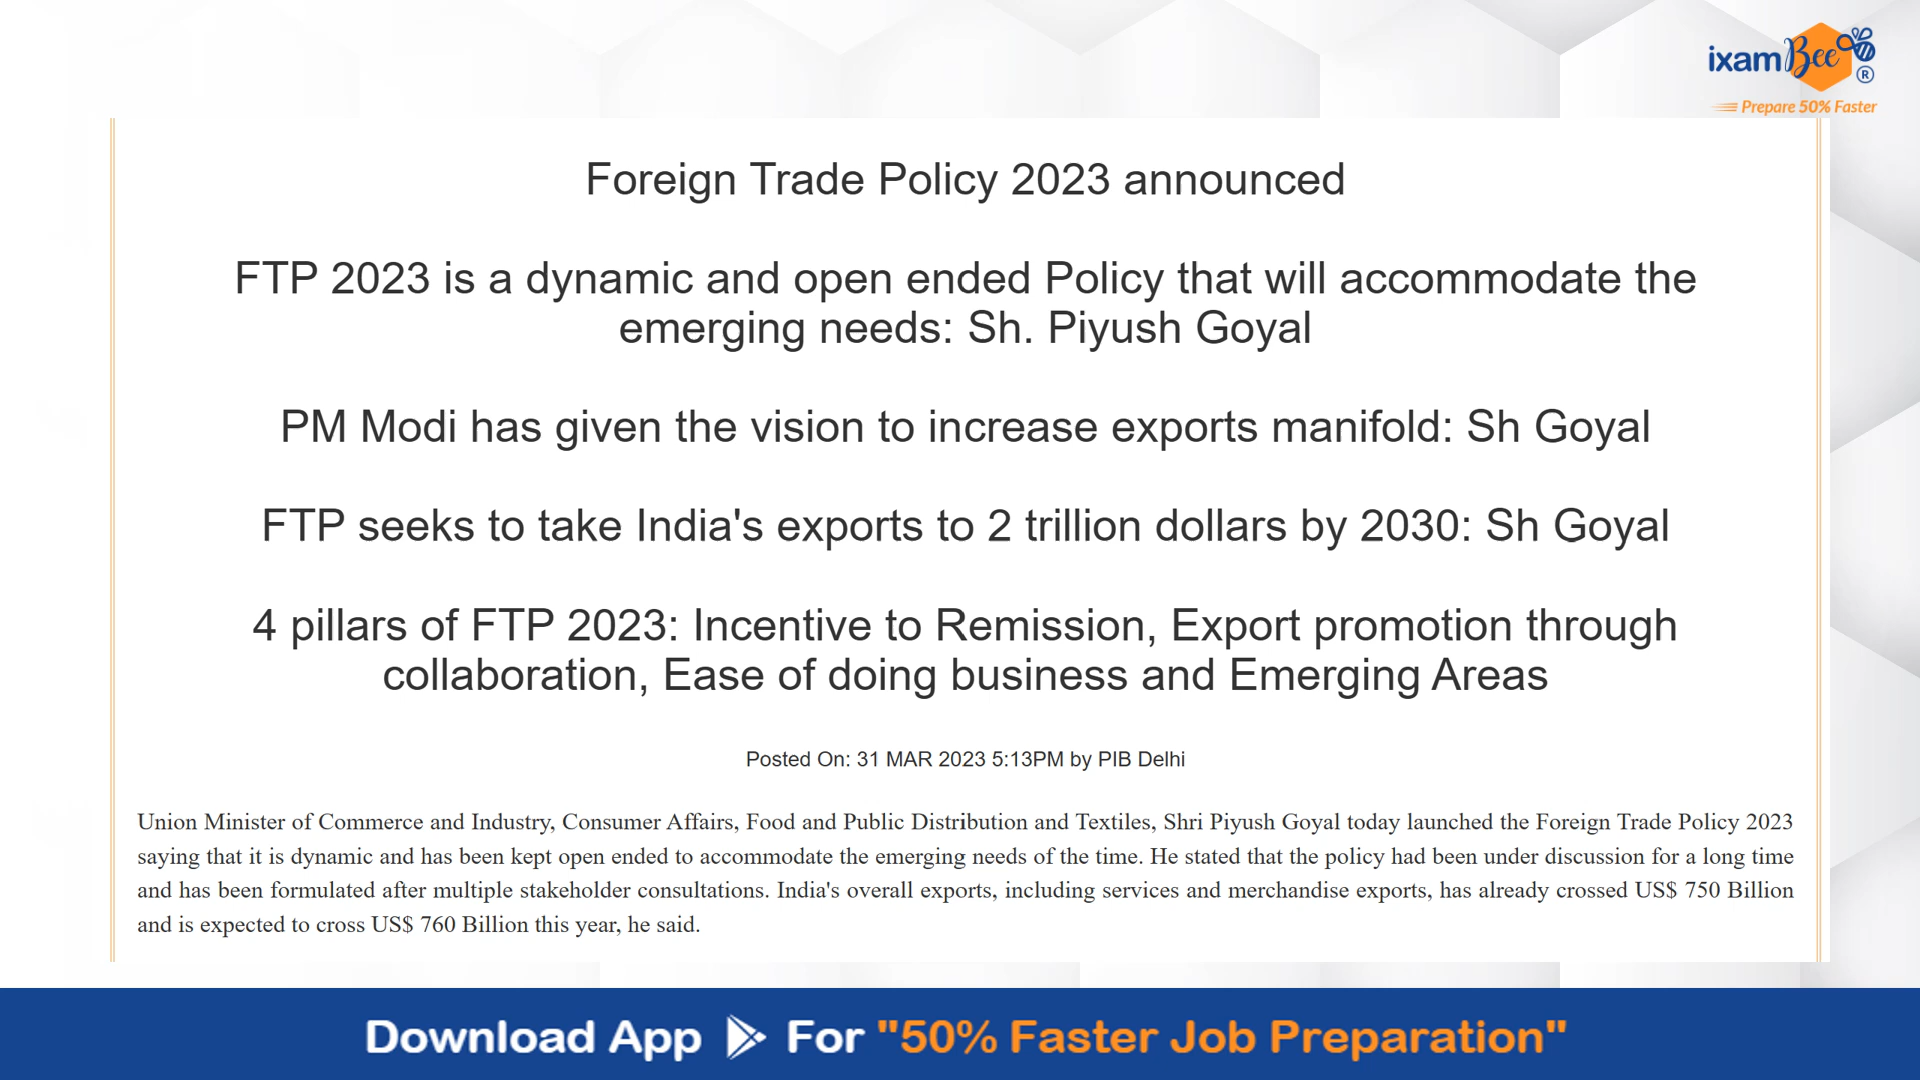 ixamBee ®
Prepare 50% Faster
Foreign Trade Policy 2023 announced
FTP 2023 is a dynamic and open ended Policy that will accommodate the
emerging needs: Sh. Piyush Goyal
PM Modi has given the vision to increase exports manifold: Sh Goyal
FTP seeks to take India's exports to 2 trillion dollars by 2030: Sh Goyal
4 pillars of FTP 2023: Incentive to Remission, Export promotion through
collaboration, Ease of doing business and Emerging Areas
Posted On: 31 MAR 2023 5:13PM by PIB Delhi
Union Minister of Commerce and Industry, Consumer Affairs, Food and Public Distribution and Textiles, Shri Piyush Goyal today launched the Foreign Trade Policy 2023
saying that it is dynamic and has been kept open ended to accommodate the emerging needs of the time. He stated that the policy had been under discussion for a long time
and has been formulated after multiple stakeholder consultations. India's overall exports, including services and merchandise exports, has already crossed US$ 750 Billion
and is expected to cross US$ 760 Billion this year, he said.
Download App For "50% Faster Job Preparation"